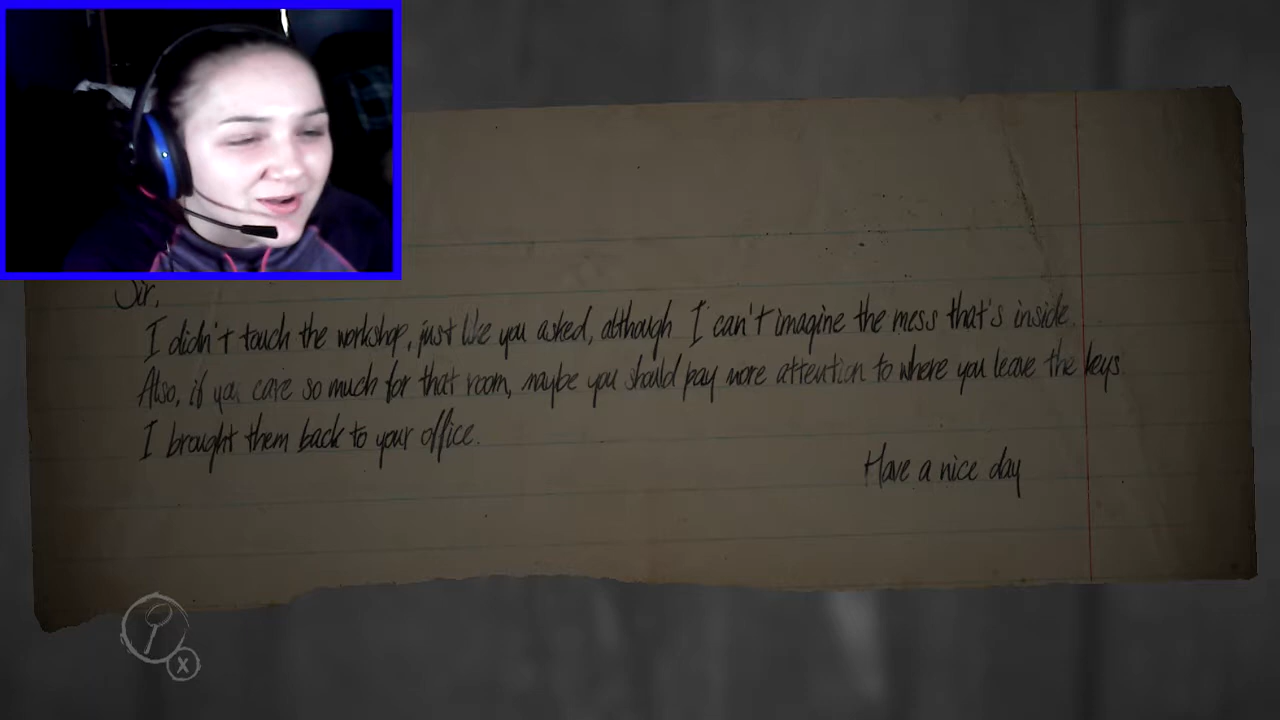 Sir,
I didn't touch the workshop, just like you asked, although I can't imagine the mess that's inside.
Also, if you care so much for that room, maybe you should pay more attention to where you leave the keys.
I brought them back to your office.
Have a nice day
X